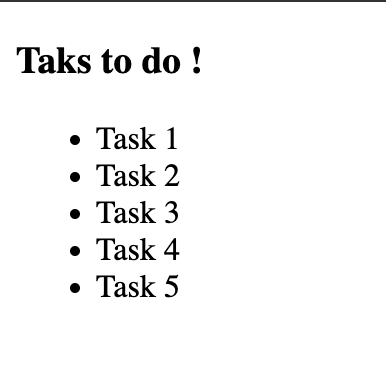 Taks to do !
Task 1
Task 2
Task 3
Task 4
Task 5